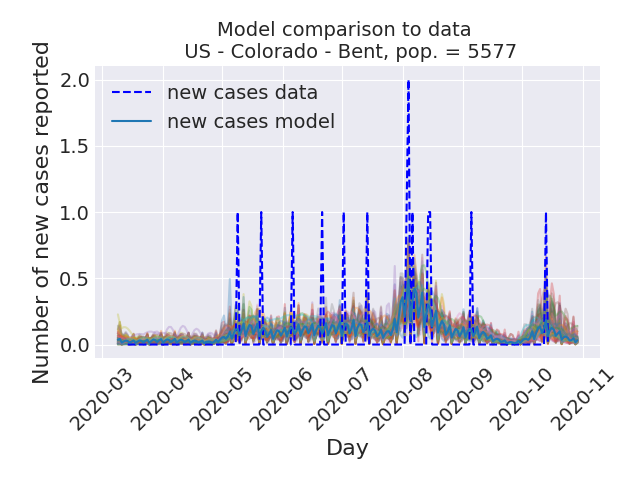 Model comparison to data
US - Colorado - Bent, pop. = 5577
Number of new cases reported
2.0
1.5
1.0
0.5
0.0
new cases data
new cases model
2020-03
2020-04
2020-05
2020-06
2020-07
2020-08
2020-09
2020-10
2020-11
Day